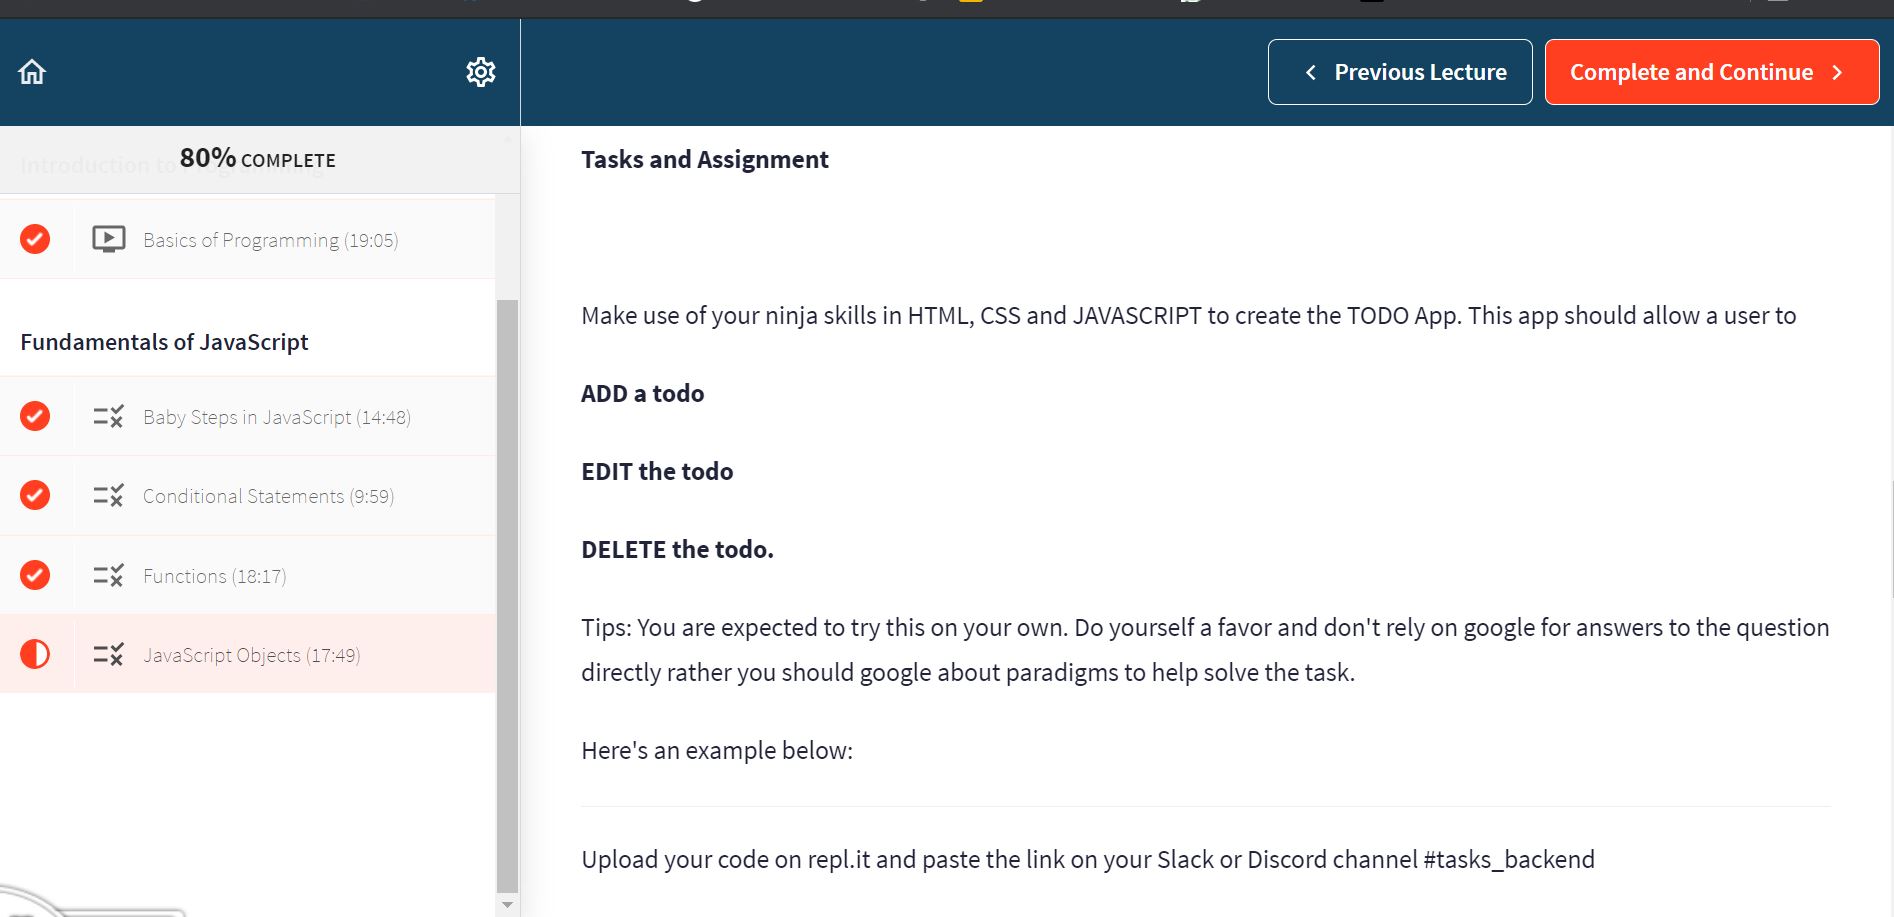 Previous Lecture
Complete and Continue
Introduction to Programming
80% COMPLETE
Basics of Programming (19:05)
Fundamentals of JavaScript
Baby Steps in JavaScript (14:48)
Conditional Statements (9:59)
Functions (18:17)
JavaScript Objects (17:49)
Tasks and Assignment
Make use of your ninja skills in HTML, CSS and JAVASCRIPT to create the TODO App. This app should allow a user to
ADD a todo
EDIT the todo
DELETE the todo.
Tips: You are expected to try this on your own. Do yourself a favor and don't rely on google for answers to the question
directly rather you should google about paradigms to help solve the task.
Here's an example below:
Upload your code on repl.it and paste the link on your Slack or Discord channel #tasks_backend